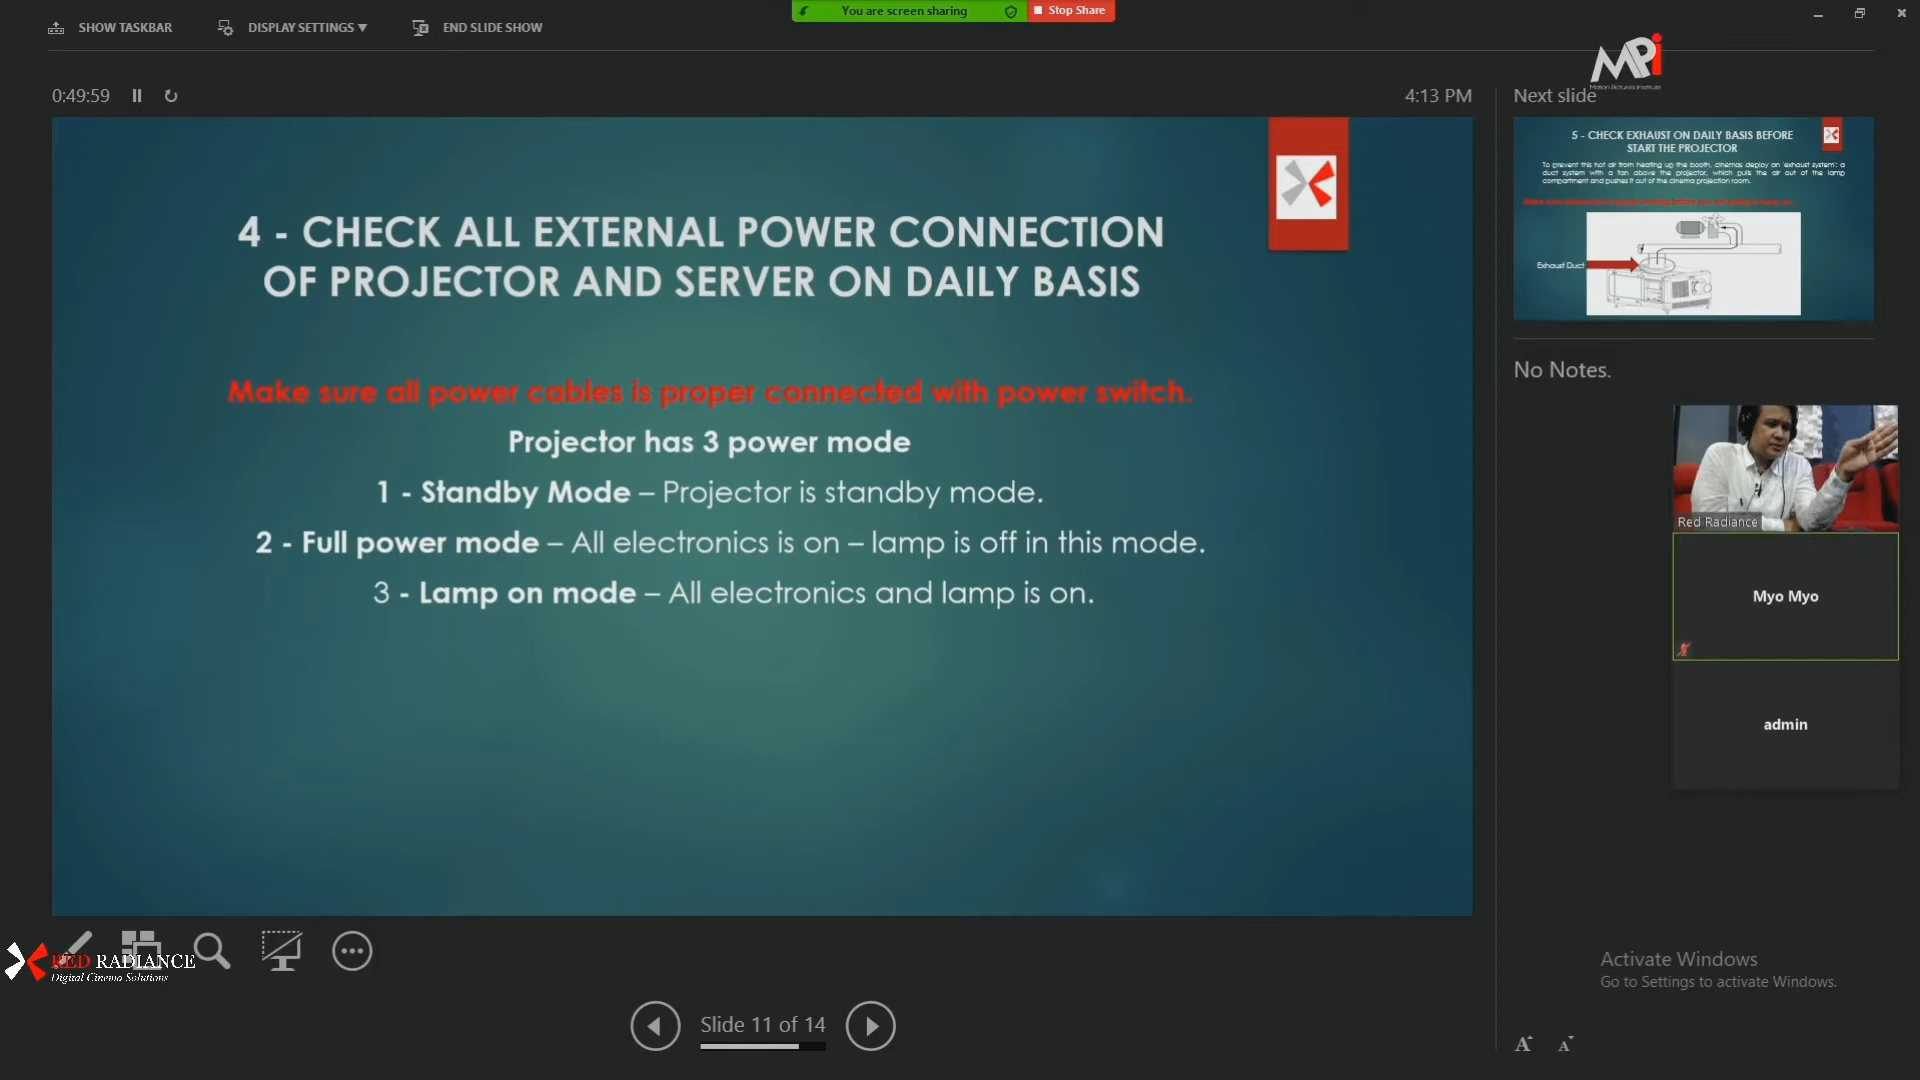 SHOW TASKBAR
DISPLAY SETTINGS
END SLIDE SHOW
You are screen sharing
Stop Share
MPi
Motion Pictures Institute
0:49:59
4:13 PM
Next slide
4 - CHECK ALL EXTERNAL POWER CONNECTION
OF PROJECTOR AND SERVER ON DAILY BASIS
Make sure all power cables is proper connected with power switch.
Projector has 3 power mode
1 - Standby Mode – Projector is standby mode.
2 - Full power mode – All electronics is on – lamp is off in this mode.
3 - Lamp on mode – All electronics and lamp is on.
5 - CHECK EXHAUST ON DAILY BASIS BEFORE
START THE PROJECTOR
To prevent this hot air from heating up the booth, cinemas deploy an 'exhaust system': a
duct system with a fan above the projector, which pulls the air out of the lamp
compartment and pushes it out of the cinema projection room.
Exhaust Duct
No Notes.
Red Radiance
Myo Myo
admin
RED RADIANCE
Digital Cinema Solutions
Slide 11 of 14
Activate Windows
Go to Settings to activate Windows.
A A